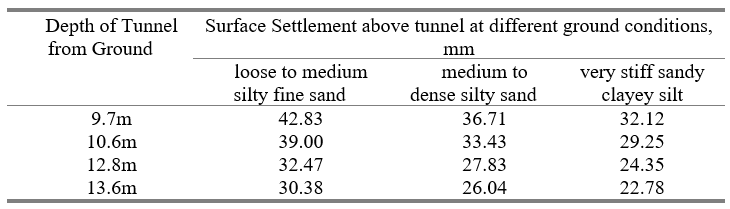 Depth of Tunnel Surface Settlement above tunnel at different ground conditions,
from Ground mm
loose to medium medium to very stiff sandy
silty fine sand dense silty sand clayey silt
9.7m 42.83 36.71 32.12
10.6m 39.00 33.43 29.25
12.8m 32.47 27.83 24.35
13.6m 30.38 26.04 22.78